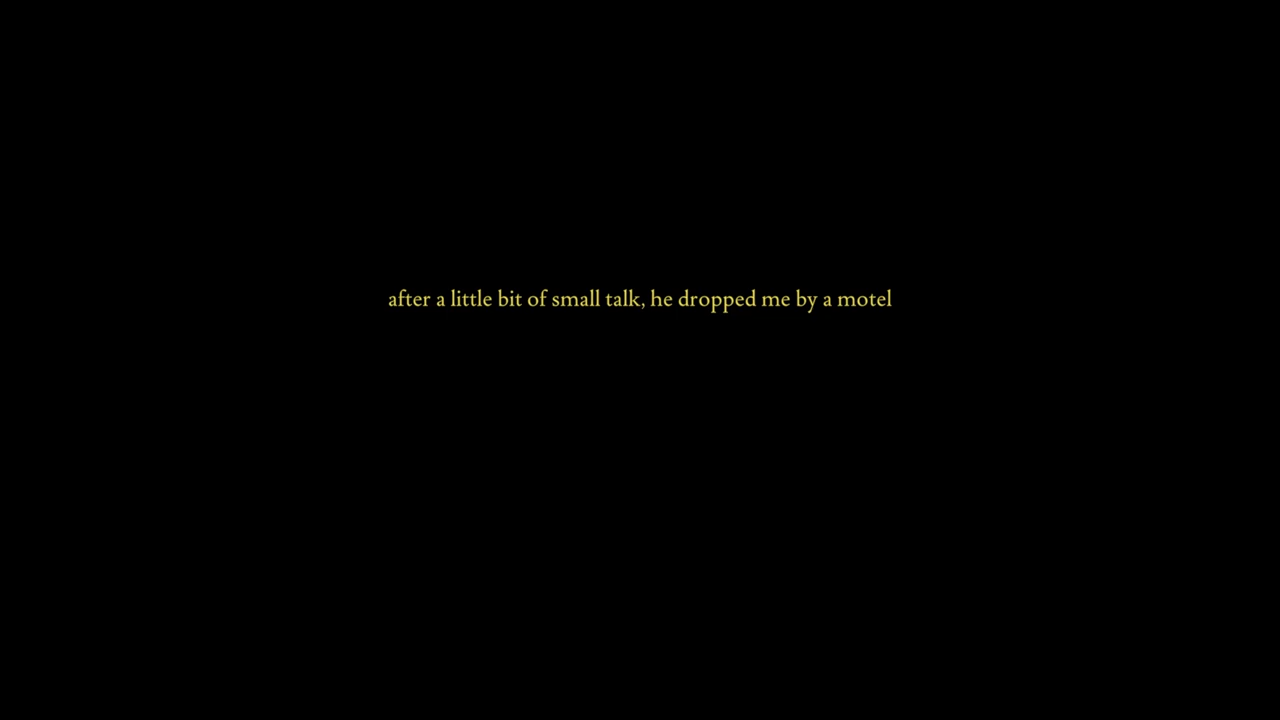 after a little bit of small talk, he dropped me by a motel